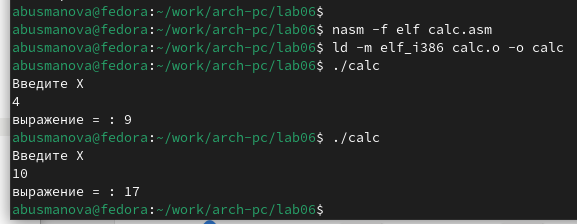 abusmanova@fedora:~/work/arch-pc/lab06$
abusmanova@fedora:~/work/arch-pc/lab06$ nasm -f elf calc.asm
abusmanova@fedora:~/work/arch-pc/lab06$ ld -m elf_i386 calc.o -o calc
abusmanova@fedora:~/work/arch-pc/lab06$ ./calc
Введите X
4
выражение = : 9
abusmanova@fedora:~/work/arch-pc/lab06$ ./calc
Введите X
10
выражение = : 17
abusmanova@fedora:~/work/arch-pc/lab06$